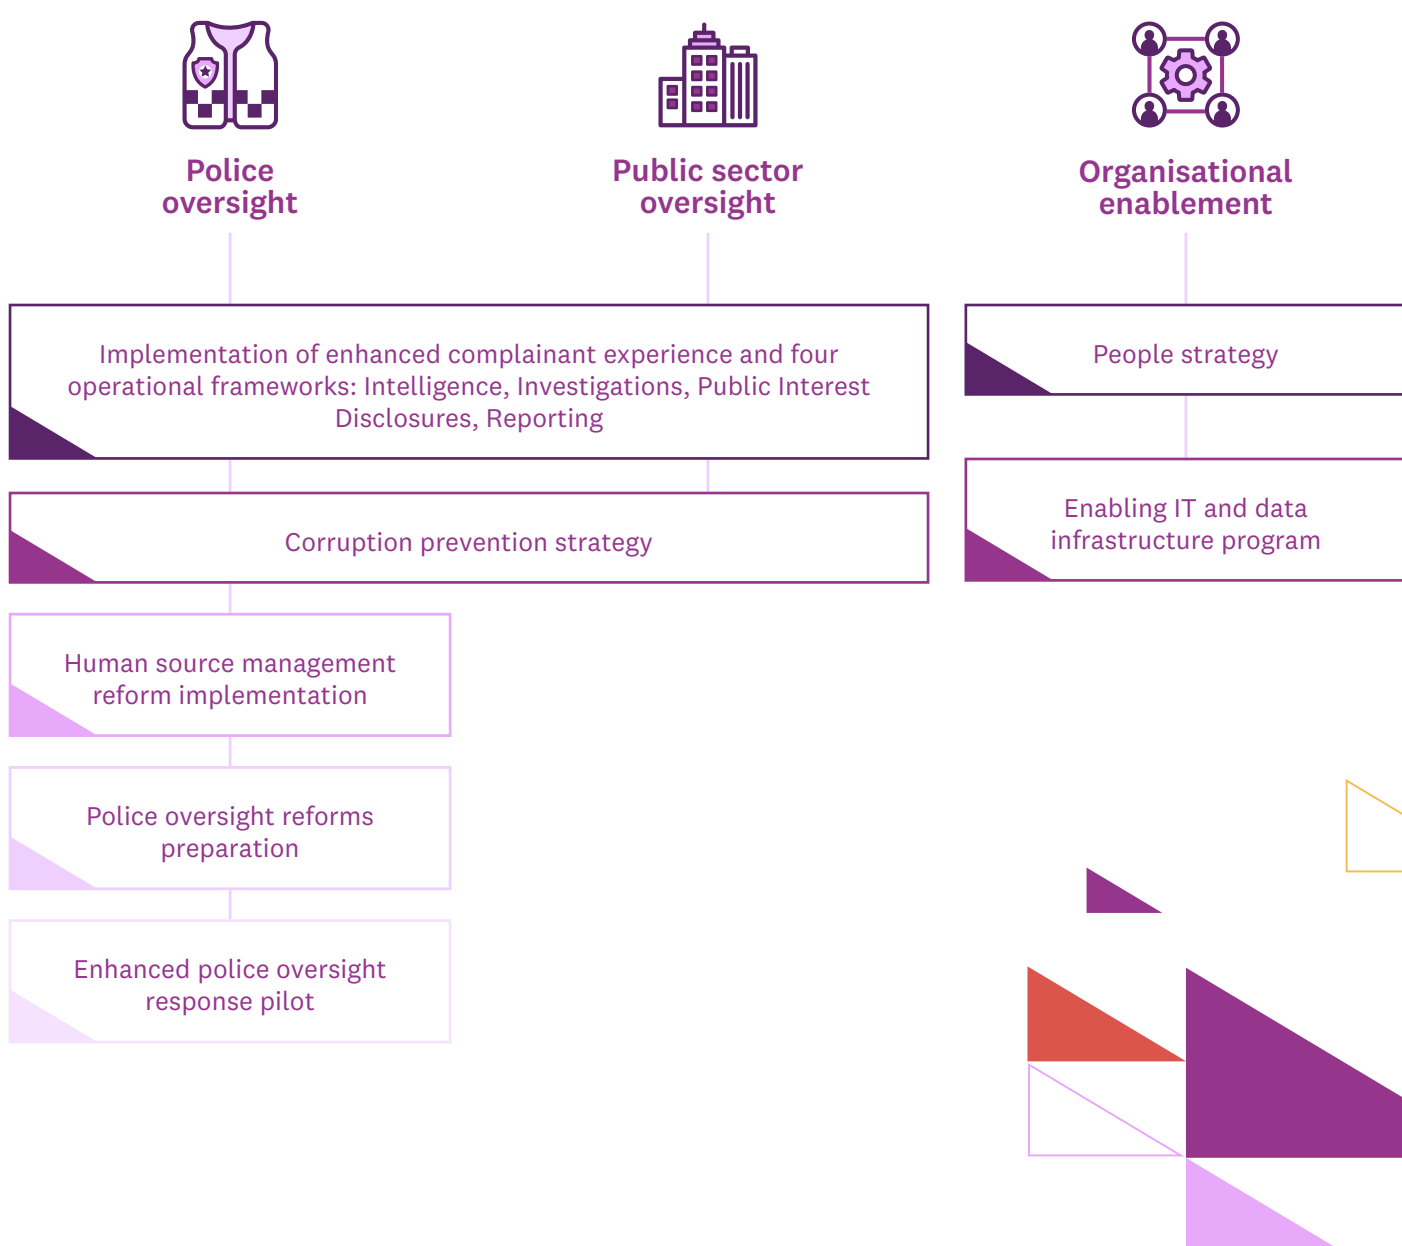 Police
oversight
Public sector
oversight
Organisational
enablement
Implementation of enhanced complainant experience and four
operational frameworks: Intelligence, Investigations, Public Interest
Disclosures, Reporting
People strategy
Corruption prevention strategy
Enabling IT and data
infrastructure program
Human source management
reform implementation
Police oversight reforms
preparation
Enhanced police oversight
response pilot